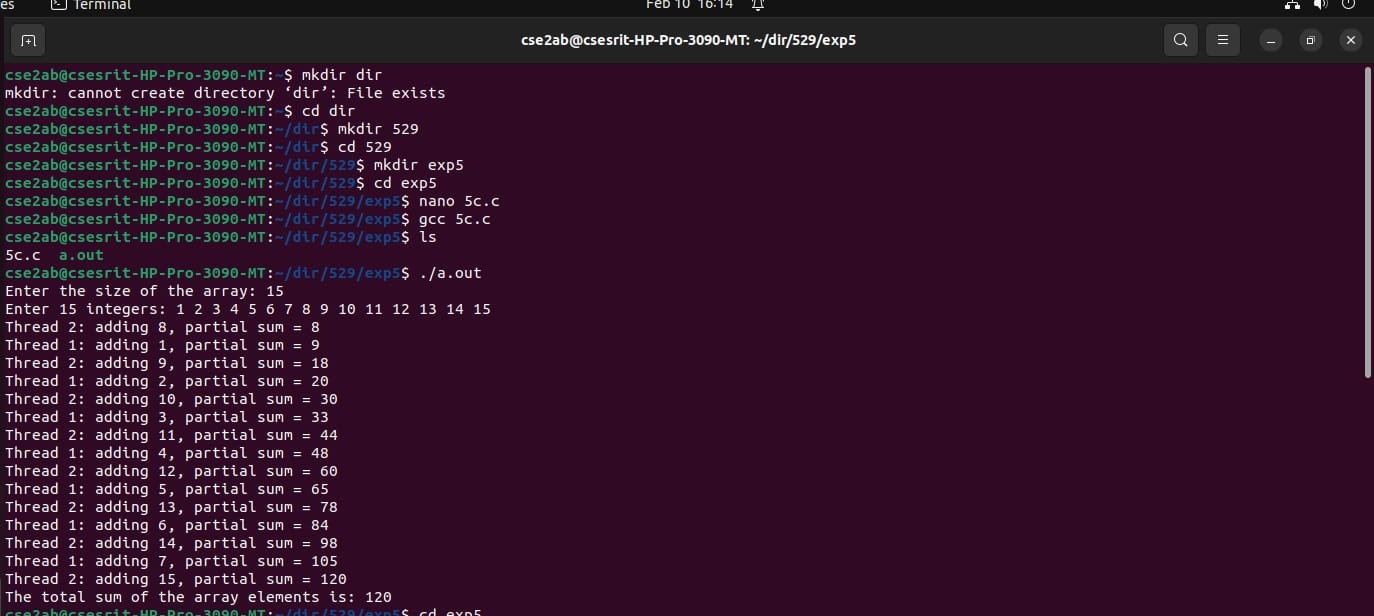 es Terminal Feb 10 16:14
cse2ab@csesrit-HP-Pro-3090-MT: ~/dir/529/exp5
cse2ab@csesrit-HP-Pro-3090-MT:~$ mkdir dir
mkdir: cannot create directory ‘dir’: File exists
cse2ab@csesrit-HP-Pro-3090-MT:~$ cd dir
cse2ab@csesrit-HP-Pro-3090-MT:~/dir$ mkdir 529
cse2ab@csesrit-HP-Pro-3090-MT:~/dir$ cd 529
cse2ab@csesrit-HP-Pro-3090-MT:~/dir/529$ mkdir exp5
cse2ab@csesrit-HP-Pro-3090-MT:~/dir/529$ cd exp5
cse2ab@csesrit-HP-Pro-3090-MT:~/dir/529/exp5$ nano 5c.c
cse2ab@csesrit-HP-Pro-3090-MT:~/dir/529/exp5$ gcc 5c.c
cse2ab@csesrit-HP-Pro-3090-MT:~/dir/529/exp5$ ls
5c.c  a.out
cse2ab@csesrit-HP-Pro-3090-MT:~/dir/529/exp5$ ./a.out
Enter the size of the array: 15
Enter 15 integers: 1 2 3 4 5 6 7 8 9 10 11 12 13 14 15
Thread 2: adding 8, partial sum = 8
Thread 1: adding 1, partial sum = 9
Thread 2: adding 9, partial sum = 18
Thread 1: adding 2, partial sum = 20
Thread 2: adding 10, partial sum = 30
Thread 1: adding 3, partial sum = 33
Thread 2: adding 11, partial sum = 44
Thread 1: adding 4, partial sum = 48
Thread 2: adding 12, partial sum = 60
Thread 1: adding 5, partial sum = 65
Thread 2: adding 13, partial sum = 78
Thread 1: adding 6, partial sum = 84
Thread 2: adding 14, partial sum = 98
Thread 1: adding 7, partial sum = 105
Thread 2: adding 15, partial sum = 120
The total sum of the array elements is: 120
cse2ab@csesrit-HP-Pro-3090-MT:~/dir/529/exp5$ cd exp5